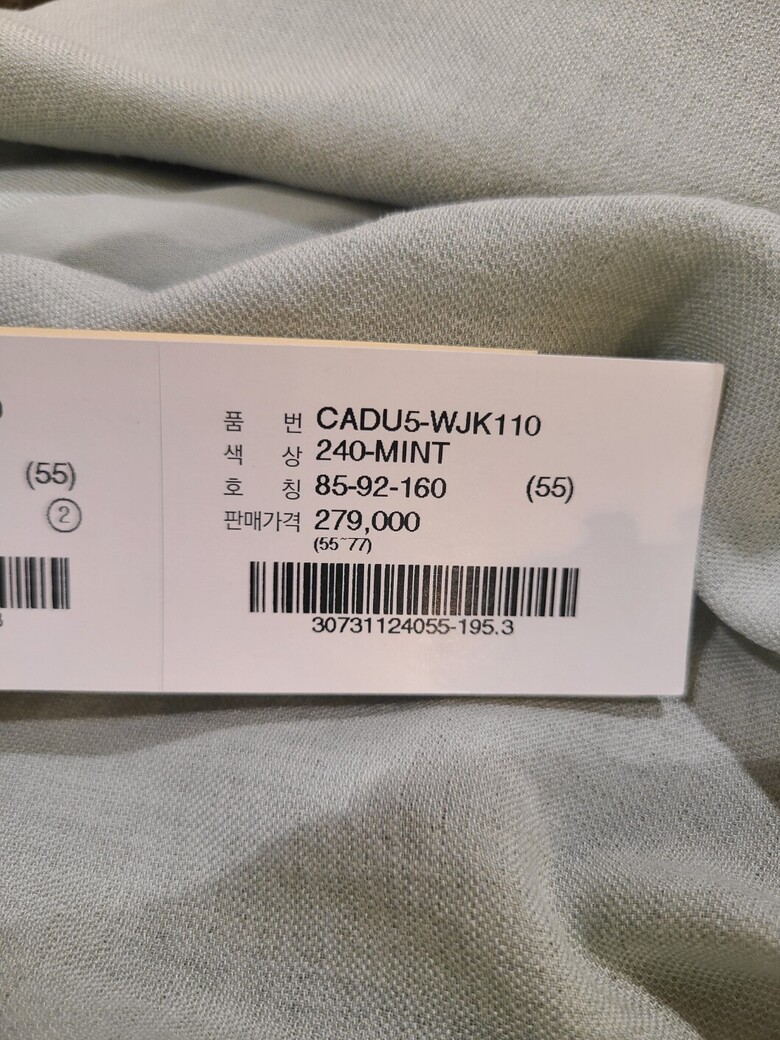 품 번 CADU5-WJK110
색 상 240-MINT
호 칭 85-92-160 (55)
판매가격 279,000
(55~77)
30731124055-195.3
(55)
②